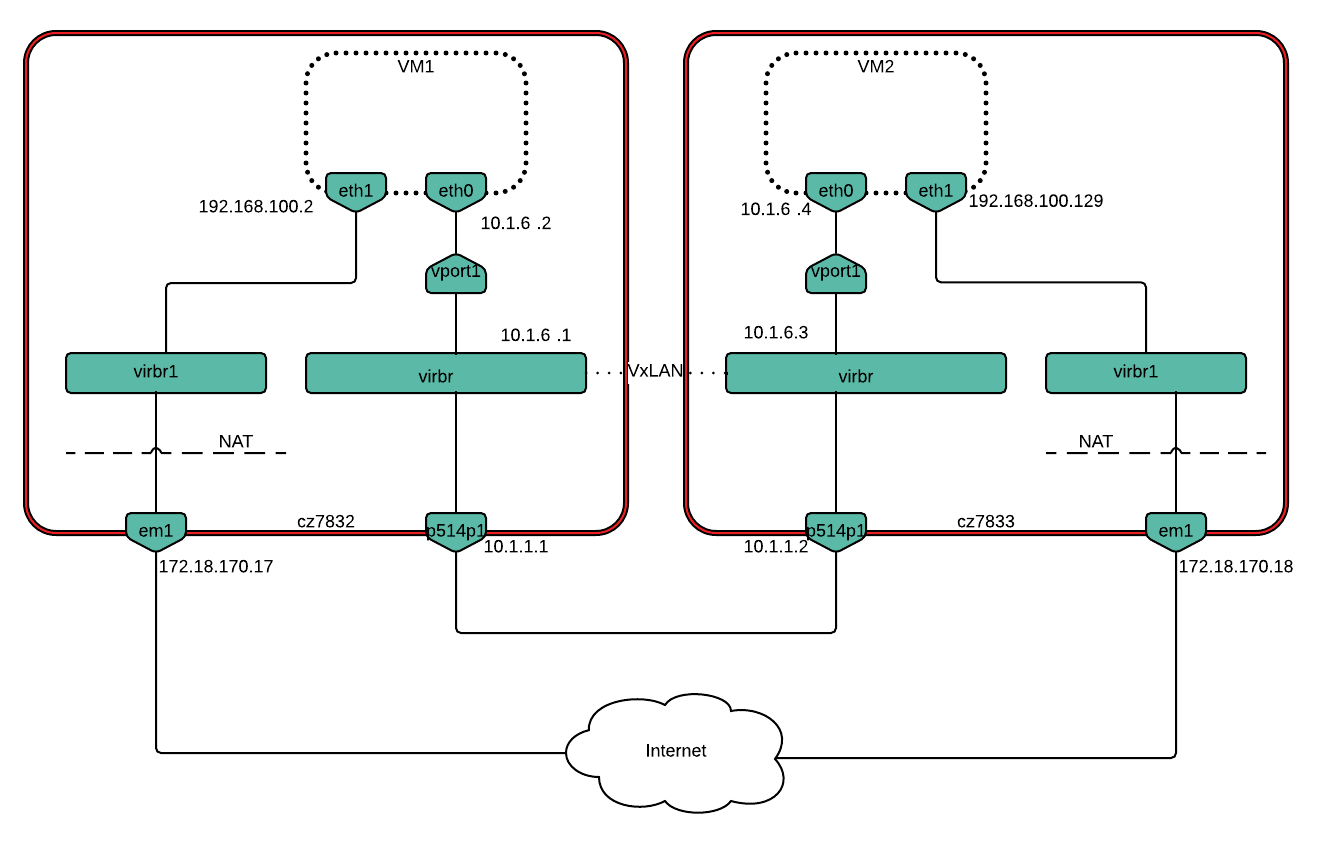 VM1
VM2
eth1
eth0
eth0
eth1
192.168.100.2
10.1.6 .2
10.1.6 .4
192.168.100.129
vport1
vport1
10.1.6 .1
10.1.6.3
virbr1
virbr
VxLAN
virbr
virbr1
NAT
NAT
em1
cz7832
p514p1
10.1.1.1
10.1.1.2
p514p1
cz7833
em1
172.18.170.17
172.18.170.18
Internet